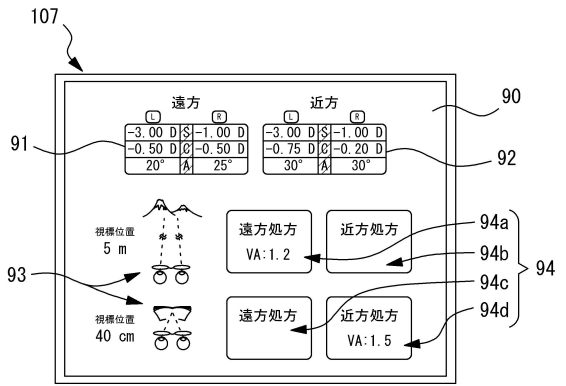 107
遠方 近方
L R L R
-3.00 D S -1.00 D -3.00 D S -1.00 D
-0.50 D C -0.50 D -0.75 D C -0.20 D
20° A 25° 30° A 30°
90
91
92
視標位置
5 m
遠方処方
VA:1.2
近方処方
94a
94b
93
94c
94
94d
視標位置
40 cm
遠方処方
近方処方
VA:1.5